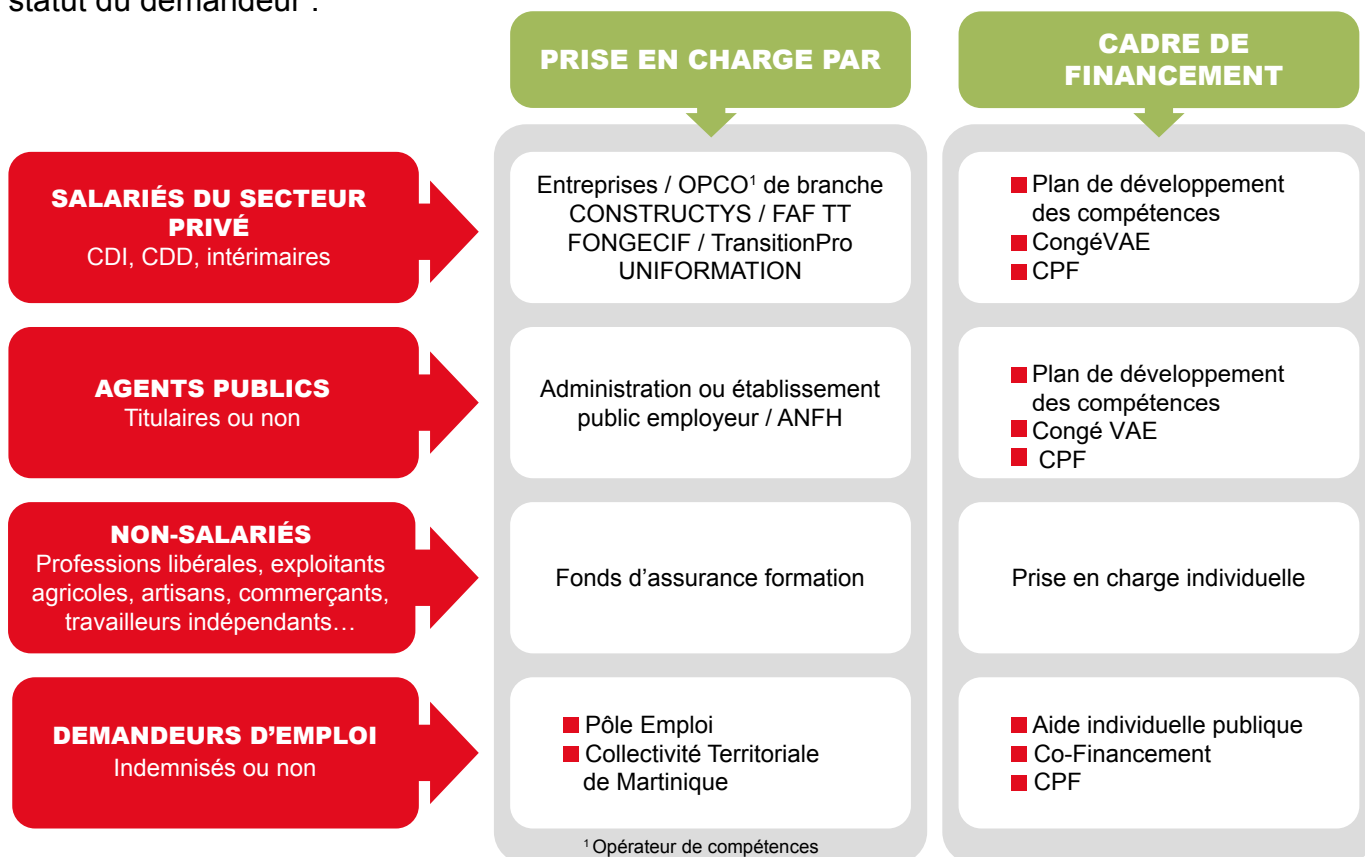 statut du demandeur :
PRISE EN CHARGE PAR
CADRE DE
FINANCEMENT
SALARIÉS DU SECTEUR
PRIVÉ
CDI, CDD, intérimaires
Entreprises / OPCO¹ de branche
CONSTRUCTYS / FAF TT
FONGECIF / TransitionPro
UNIFORMATION
Plan de développement
des compétences
CongéVAE
CPF
AGENTS PUBLICS
Titulaires ou non
Administration ou établissement
public employeur / ANFH
Plan de développement
des compétences
Congé VAE
CPF
NON-SALARIÉS
Professions libérales, exploitants
agricoles, artisans, commerçants,
travailleurs indépendants…
Fonds d’assurance formation
Prise en charge individuelle
DEMANDEURS D’EMPLOI
Indemnisés ou non
Pôle Emploi
Collectivité Territoriale
de Martinique
Aide individuelle publique
Co-Financement
CPF
¹ Opérateur de compétences